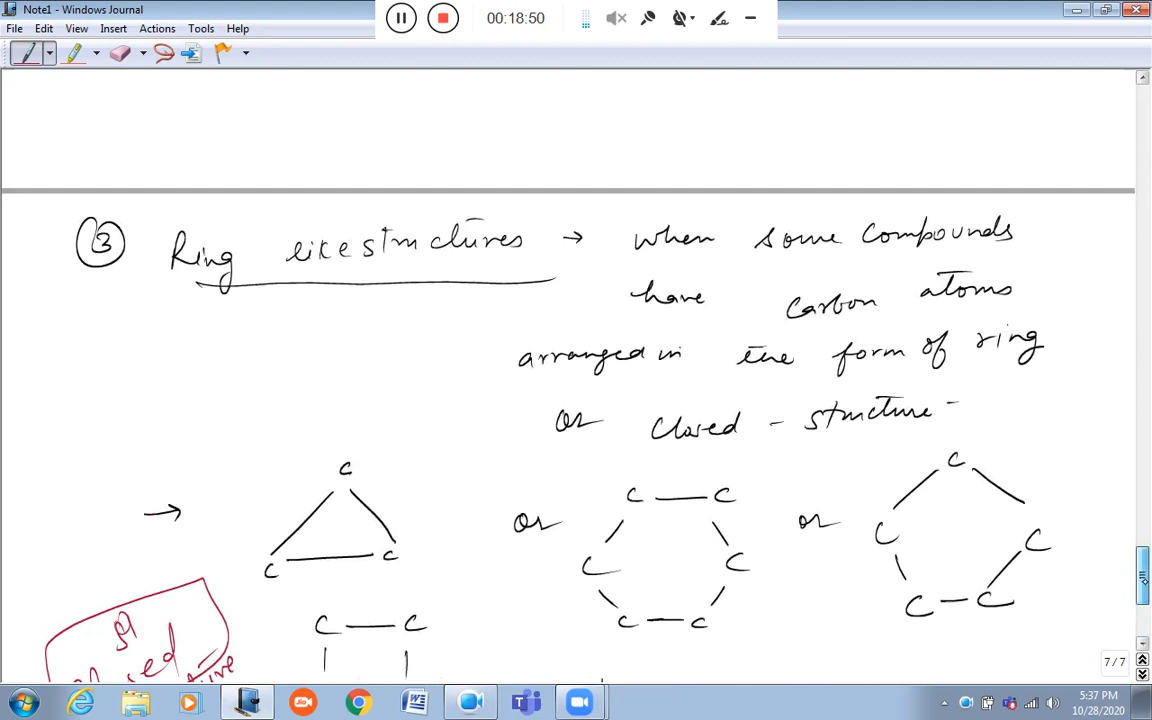 Note1 - Windows Journal
00:18:50
File Edit View Insert Actions Tools Help
③ Ring like structures → when some compounds
have carbon atoms
arranged in the form of ring
or closed - structure -
→ C C C or C — C C C C — C or C C C C — C
C — C
7 / 7
5:37 PM
10/28/2020